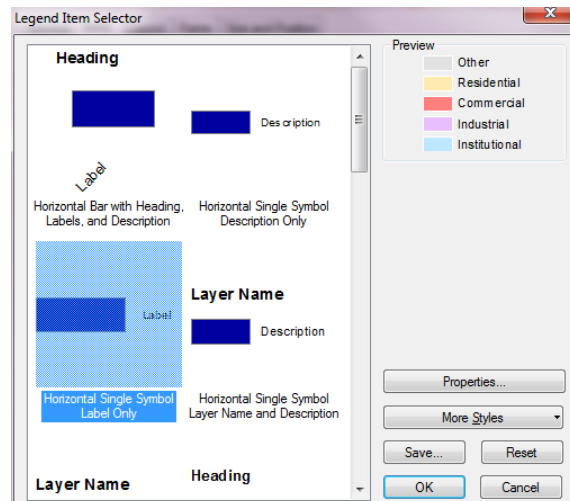 Legend Item Selector
Heading
Label
Description
Horizontal Bar with Heading,
Labels, and Description
Horizontal Single Symbol
Description Only
Label
Layer Name
Description
Horizontal Single Symbol
Label Only
Horizontal Single Symbol
Layer Name and Description
Layer Name
Heading
Preview
Other
Residential
Commercial
Industrial
Institutional
Properties...
More Styles
Save...
Reset
OK
Cancel